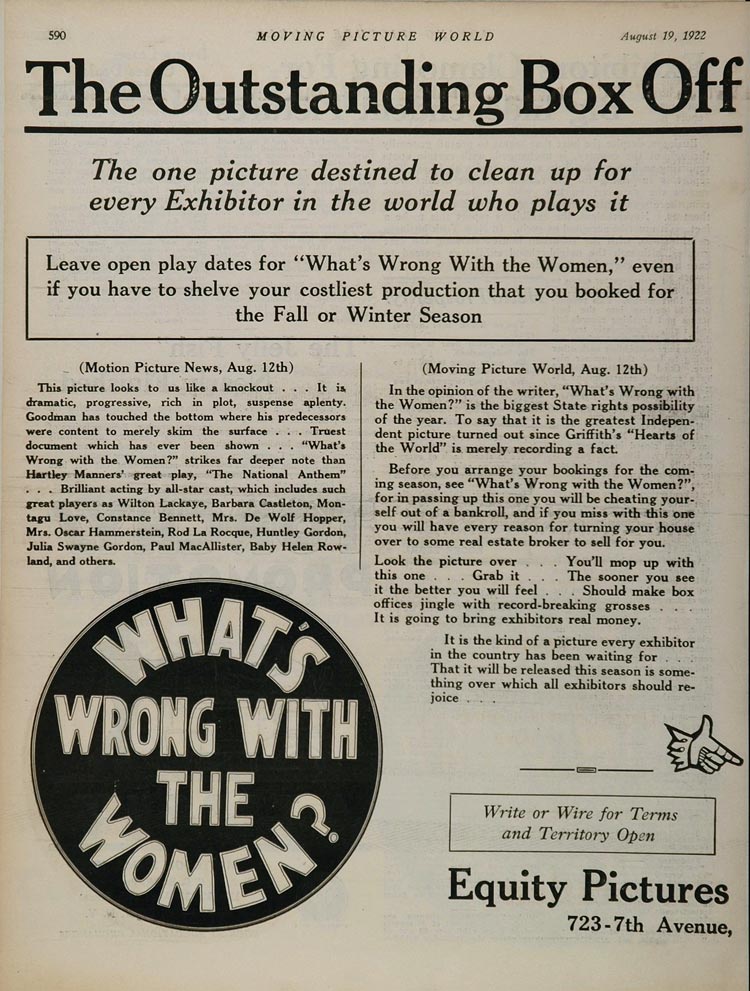 590
MOVING PICTURE WORLD
August 19, 1922
The Outstanding Box Off
The one picture destined to clean up for
every Exhibitor in the world who plays it
Leave open play dates for “What's Wrong With the Women,” even
if you have to shelve your costliest production that you booked for
the Fall or Winter Season
(Motion Picture News, Aug. 12th)
This picture looks to us like a knockout . . . It is
dramatic, progressive, rich in plot, suspense aplenty.
Goodman has touched the bottom where his predecessors
were content to merely skim the surface . . . Truest
document which has ever been shown . . . “What's
Wrong with the Women?” strikes far deeper note than
Hartley Manners' great play, “The National Anthem”
. . . Brilliant acting by all-star cast, which includes such
great players as Wilton Lackaye, Barbara Castleton, Mon-
tagu Love, Constance Bennett, Mrs. De Wolf Hopper,
Mrs. Oscar Hammerstein, Rod La Rocque, Huntley Gordon,
Julia Swayne Gordon, Paul MacAllister, Baby Helen Row-
land, and others.
(Moving Picture World, Aug. 12th)
In the opinion of the writer, “What's Wrong with
the Women?” is the biggest State rights possibility
of the year. To say that it is the greatest Indepen-
dent picture turned out since Griffith's “Hearts of
the World” is merely recording a fact.
Before you arrange your bookings for the com-
ing season, see “What's Wrong with the Women?”,
for in passing up this one you will be cheating your-
self out of a bankroll, and if you miss with this one
you will have every reason for turning your house
over to some real estate broker to sell for you.
Look the picture over . . . You'll mop up with
this one . . . Grab it . . . The sooner you see
it the better you will feel . . . Should make box
offices jingle with record-breaking grosses . . .
It is going to bring exhibitors real money.
It is the kind of a picture every exhibitor
in the country has been waiting for . . .
That it will be released this season is some-
thing over which all exhibitors should re-
joice . . .
WHAT'S
WRONG WITH
THE
WOMEN?
Write or Wire for Terms
and Territory Open
Equity Pictures
723-7th Avenue,